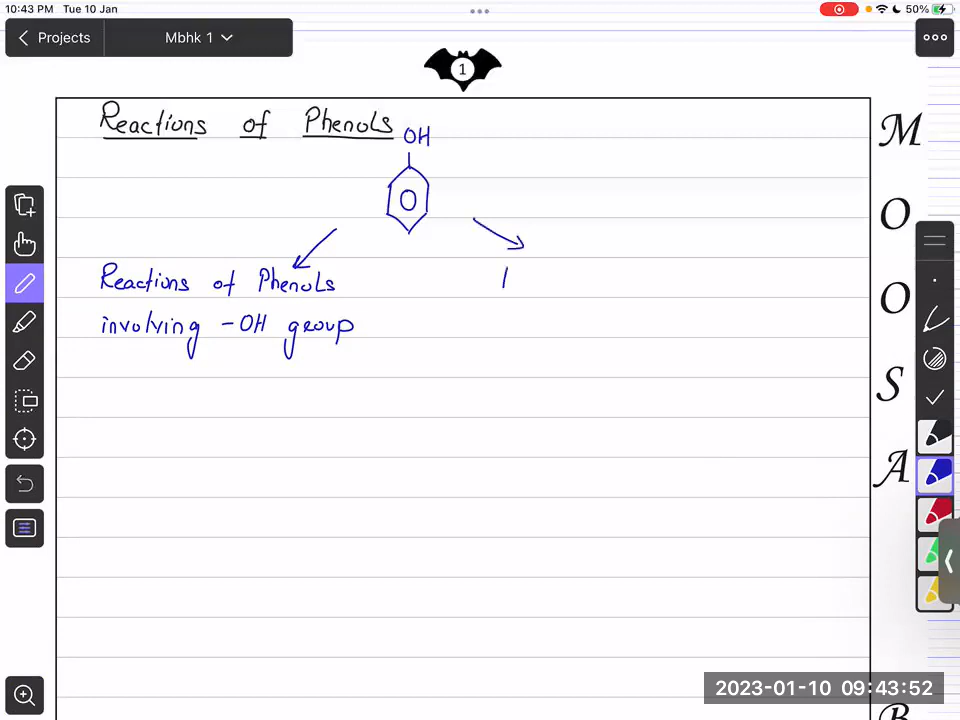 10:43 PM Tue 10 Jan
50%
Projects
Mbhk 1
1
Reactions of Phenols
OH
Reactions of Phenols
involving -OH group
M
O
O
S
A
B
2023-01-10 09:43:52